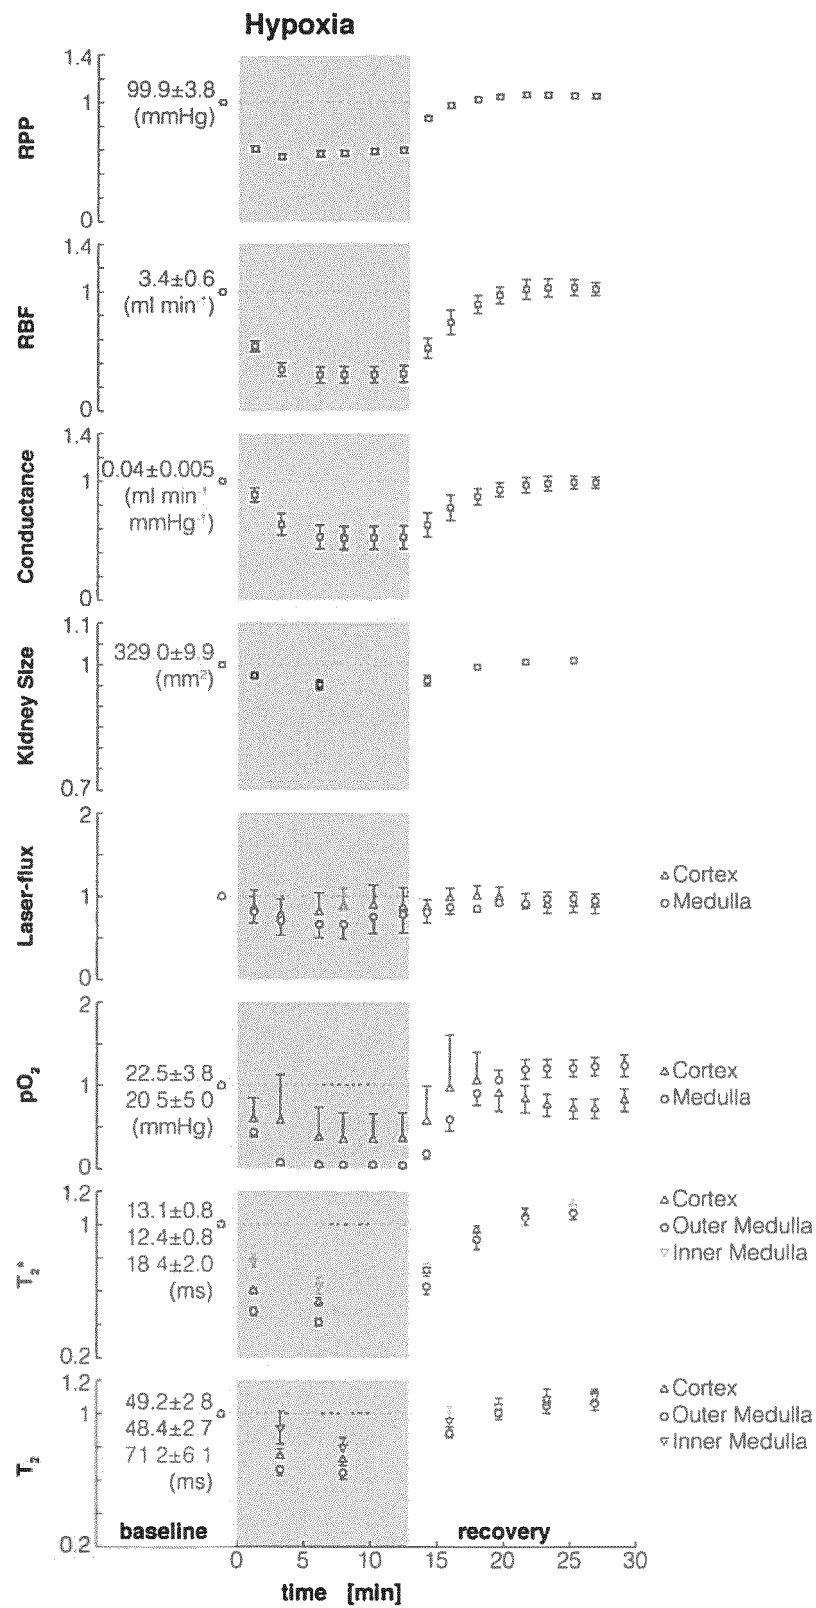 Hypoxia
1.4
99.9±3.8
1
(mmHg)
RPP
0
1.4
3.4±0.6
1
(ml min⁻¹)
RBF
0
1.4
0.04±0.005
1
(ml min⁻¹
mmHg⁻¹)
Conductance
0
1.1
329 0±9.9
1
(mm²)
Kidney Size
0.7
2
Laser-flux
1
Cortex
Medulla
0
2
22.5±3.8
1
20 5±5 0
(mmHg)
pO₂
Cortex
Medulla
0
1.2
13.1±0.8
1
12.4±0.8
18 4±2.0
(ms)
T₂*
Cortex
Outer Medulla
Inner Medulla
0.2
1.2
49.2±2 8
1
48.4±2.7
71 2±6 1
(ms)
T₂
Cortex
Outer Medulla
Inner Medulla
baseline
recovery
0.2
0 5 10 15 20 25 30
time [min]